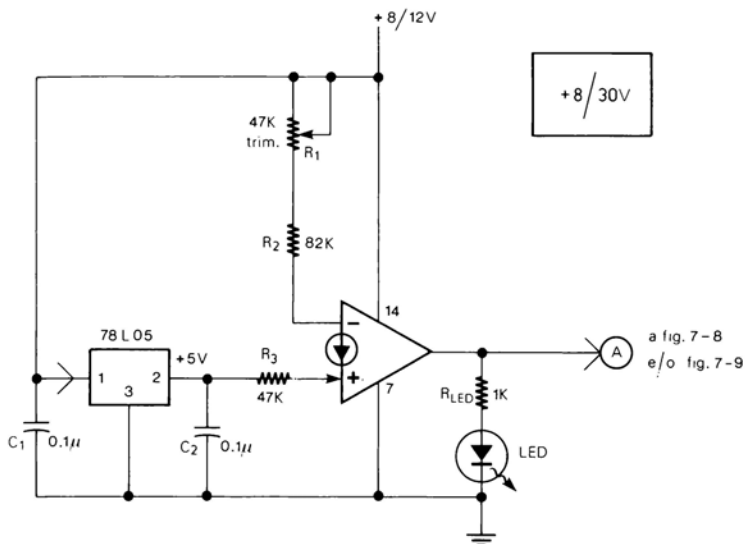 +8/12V
+8/30V
47K
trim.
R1
R2 82K
14
−
78L05
+5V
1 2
3
R3
47K
+
7
A
a fig. 7-8
e/o fig. 7-9
RLED 1K
C1 0.1μ
C2 0.1μ
LED